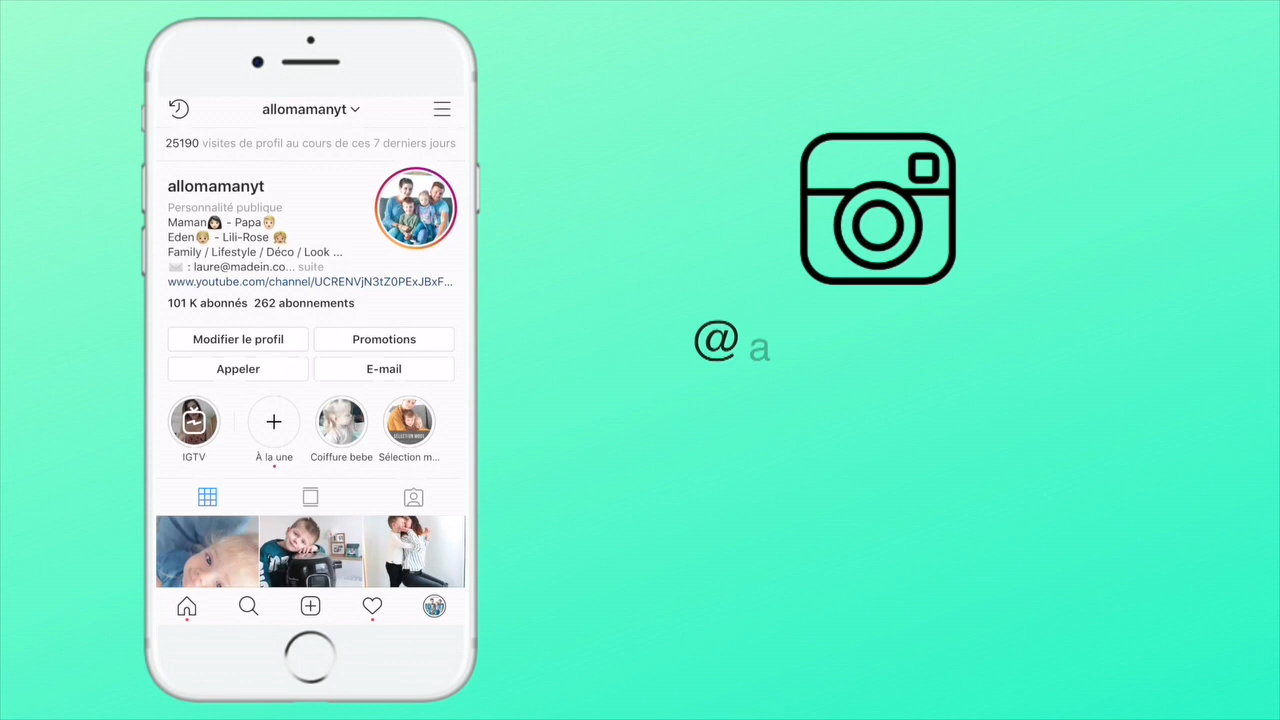 allomamanyt
25190 visites de profil au cours de ces 7 derniers jours
allomamanyt
Personnalité publique
Maman👩🏻 - Papa👨🏼
Eden👦🏼 - Lili-Rose 👧🏼
Family / Lifestyle / Déco / Look ...
✉️ : laure@madein.co... suite
www.youtube.com/channel/UCRENVjN3tZ0PExJBxF...
101 K abonnés 262 abonnements
Modifier le profil Promotions
Appeler E-mail
SÉLECTION MODE
IGTV À la une Coiffure bebe Sélection m...
@ a